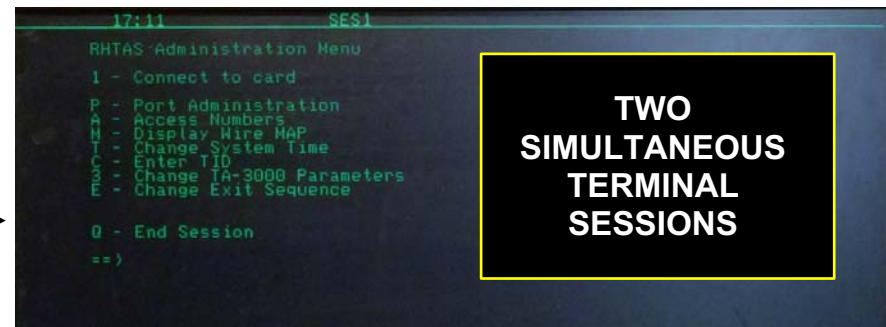 17:11 SES1
RHTAS Administration Menu
1 - Connect to card
P - Port Administration
A - Access Numbers
M - Display Wire MAP
T - Change System Time
C - Enter TID
3 - Change TA-3000 Parameters
E - Change Exit Sequence
Q - End Session
==>
TWO
SIMULTANEOUS
TERMINAL
SESSIONS